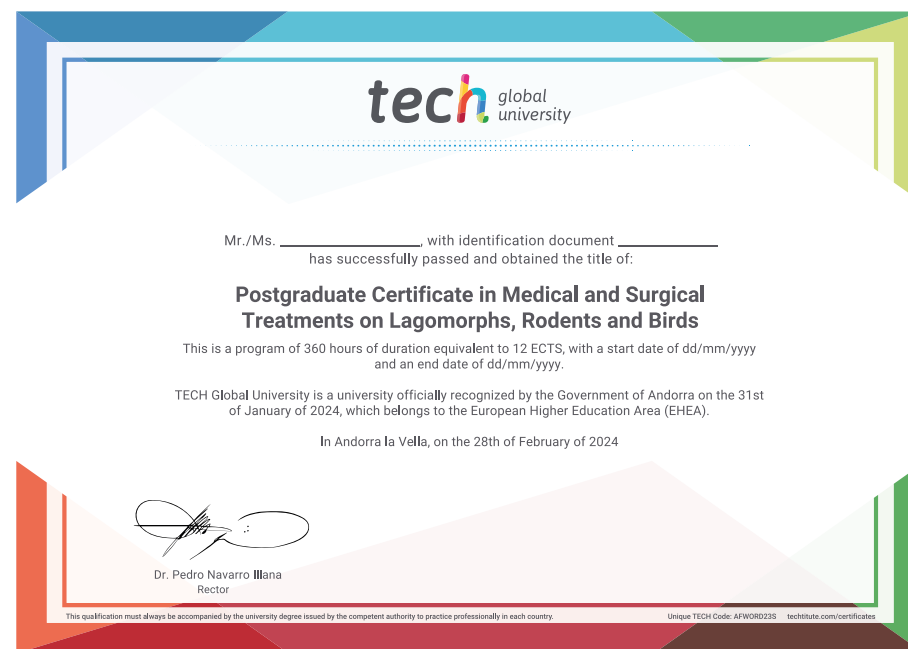 tech global university
Mr./Ms. ____________, with identification document ____________
has successfully passed and obtained the title of:
Postgraduate Certificate in Medical and Surgical
Treatments on Lagomorphs, Rodents and Birds
This is a program of 360 hours of duration equivalent to 12 ECTS, with a start date of dd/mm/yyyy
and an end date of dd/mm/yyyy.
TECH Global University is a university officially recognized by the Government of Andorra on the 31st
of January of 2024, which belongs to the European Higher Education Area (EHEA).
In Andorra la Vella, on the 28th of February of 2024
Dr. Pedro Navarro Illana
Rector
This qualification must always be accompanied by the university degree issued by the competent authority to practice professionally in each country.
Unique TECH Code: AFWORD23S techtitute.com/certificates